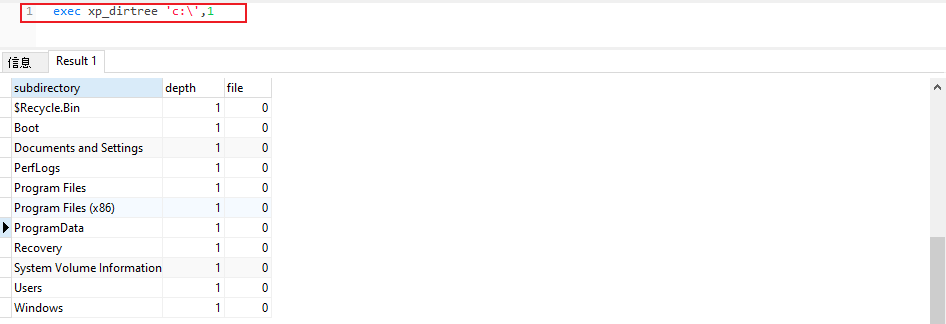 1 exec xp_dirtree 'c:\',1
信息 Result 1
subdirectory depth file
$Recycle.Bin 1 0
Boot 1 0
Documents and Settings 1 0
PerfLogs 1 0
Program Files 1 0
Program Files (x86) 1 0
ProgramData 1 0
Recovery 1 0
System Volume Information 1 0
Users 1 0
Windows 1 0